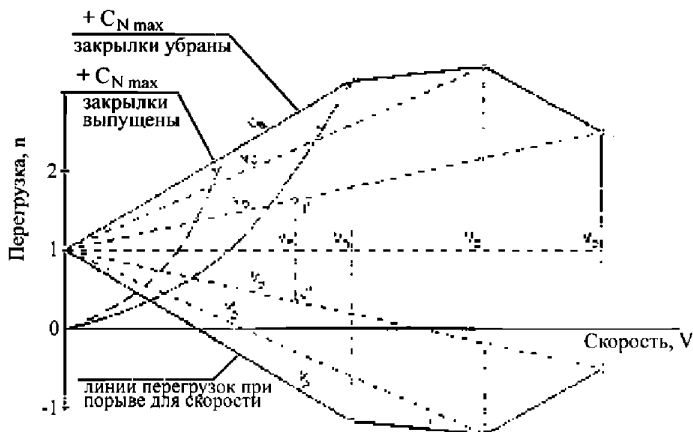 + C N max
закрылки убраны
+ C N max
закрылки
выпущены
Перегрузка, n
2
1
0
-1
Скорость, V
линии перегрузок при
порыве для скорости